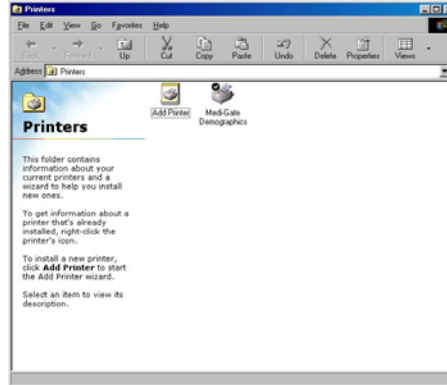 Printers
File Edit View Go Favorites Help
Back Forward Up Cut Copy Paste Undo Delete Properties Views
Address Printers
Add Printer
Medi-Gate
Demographics
Printers
This folder contains
information about your
current printers and a
wizard to help you install
new ones.
To get information about a
printer that's already
installed, right-click the
printer's icon.
To install a new printer,
click Add Printer to start
the Add Printer wizard.
Select an item to view its
description.